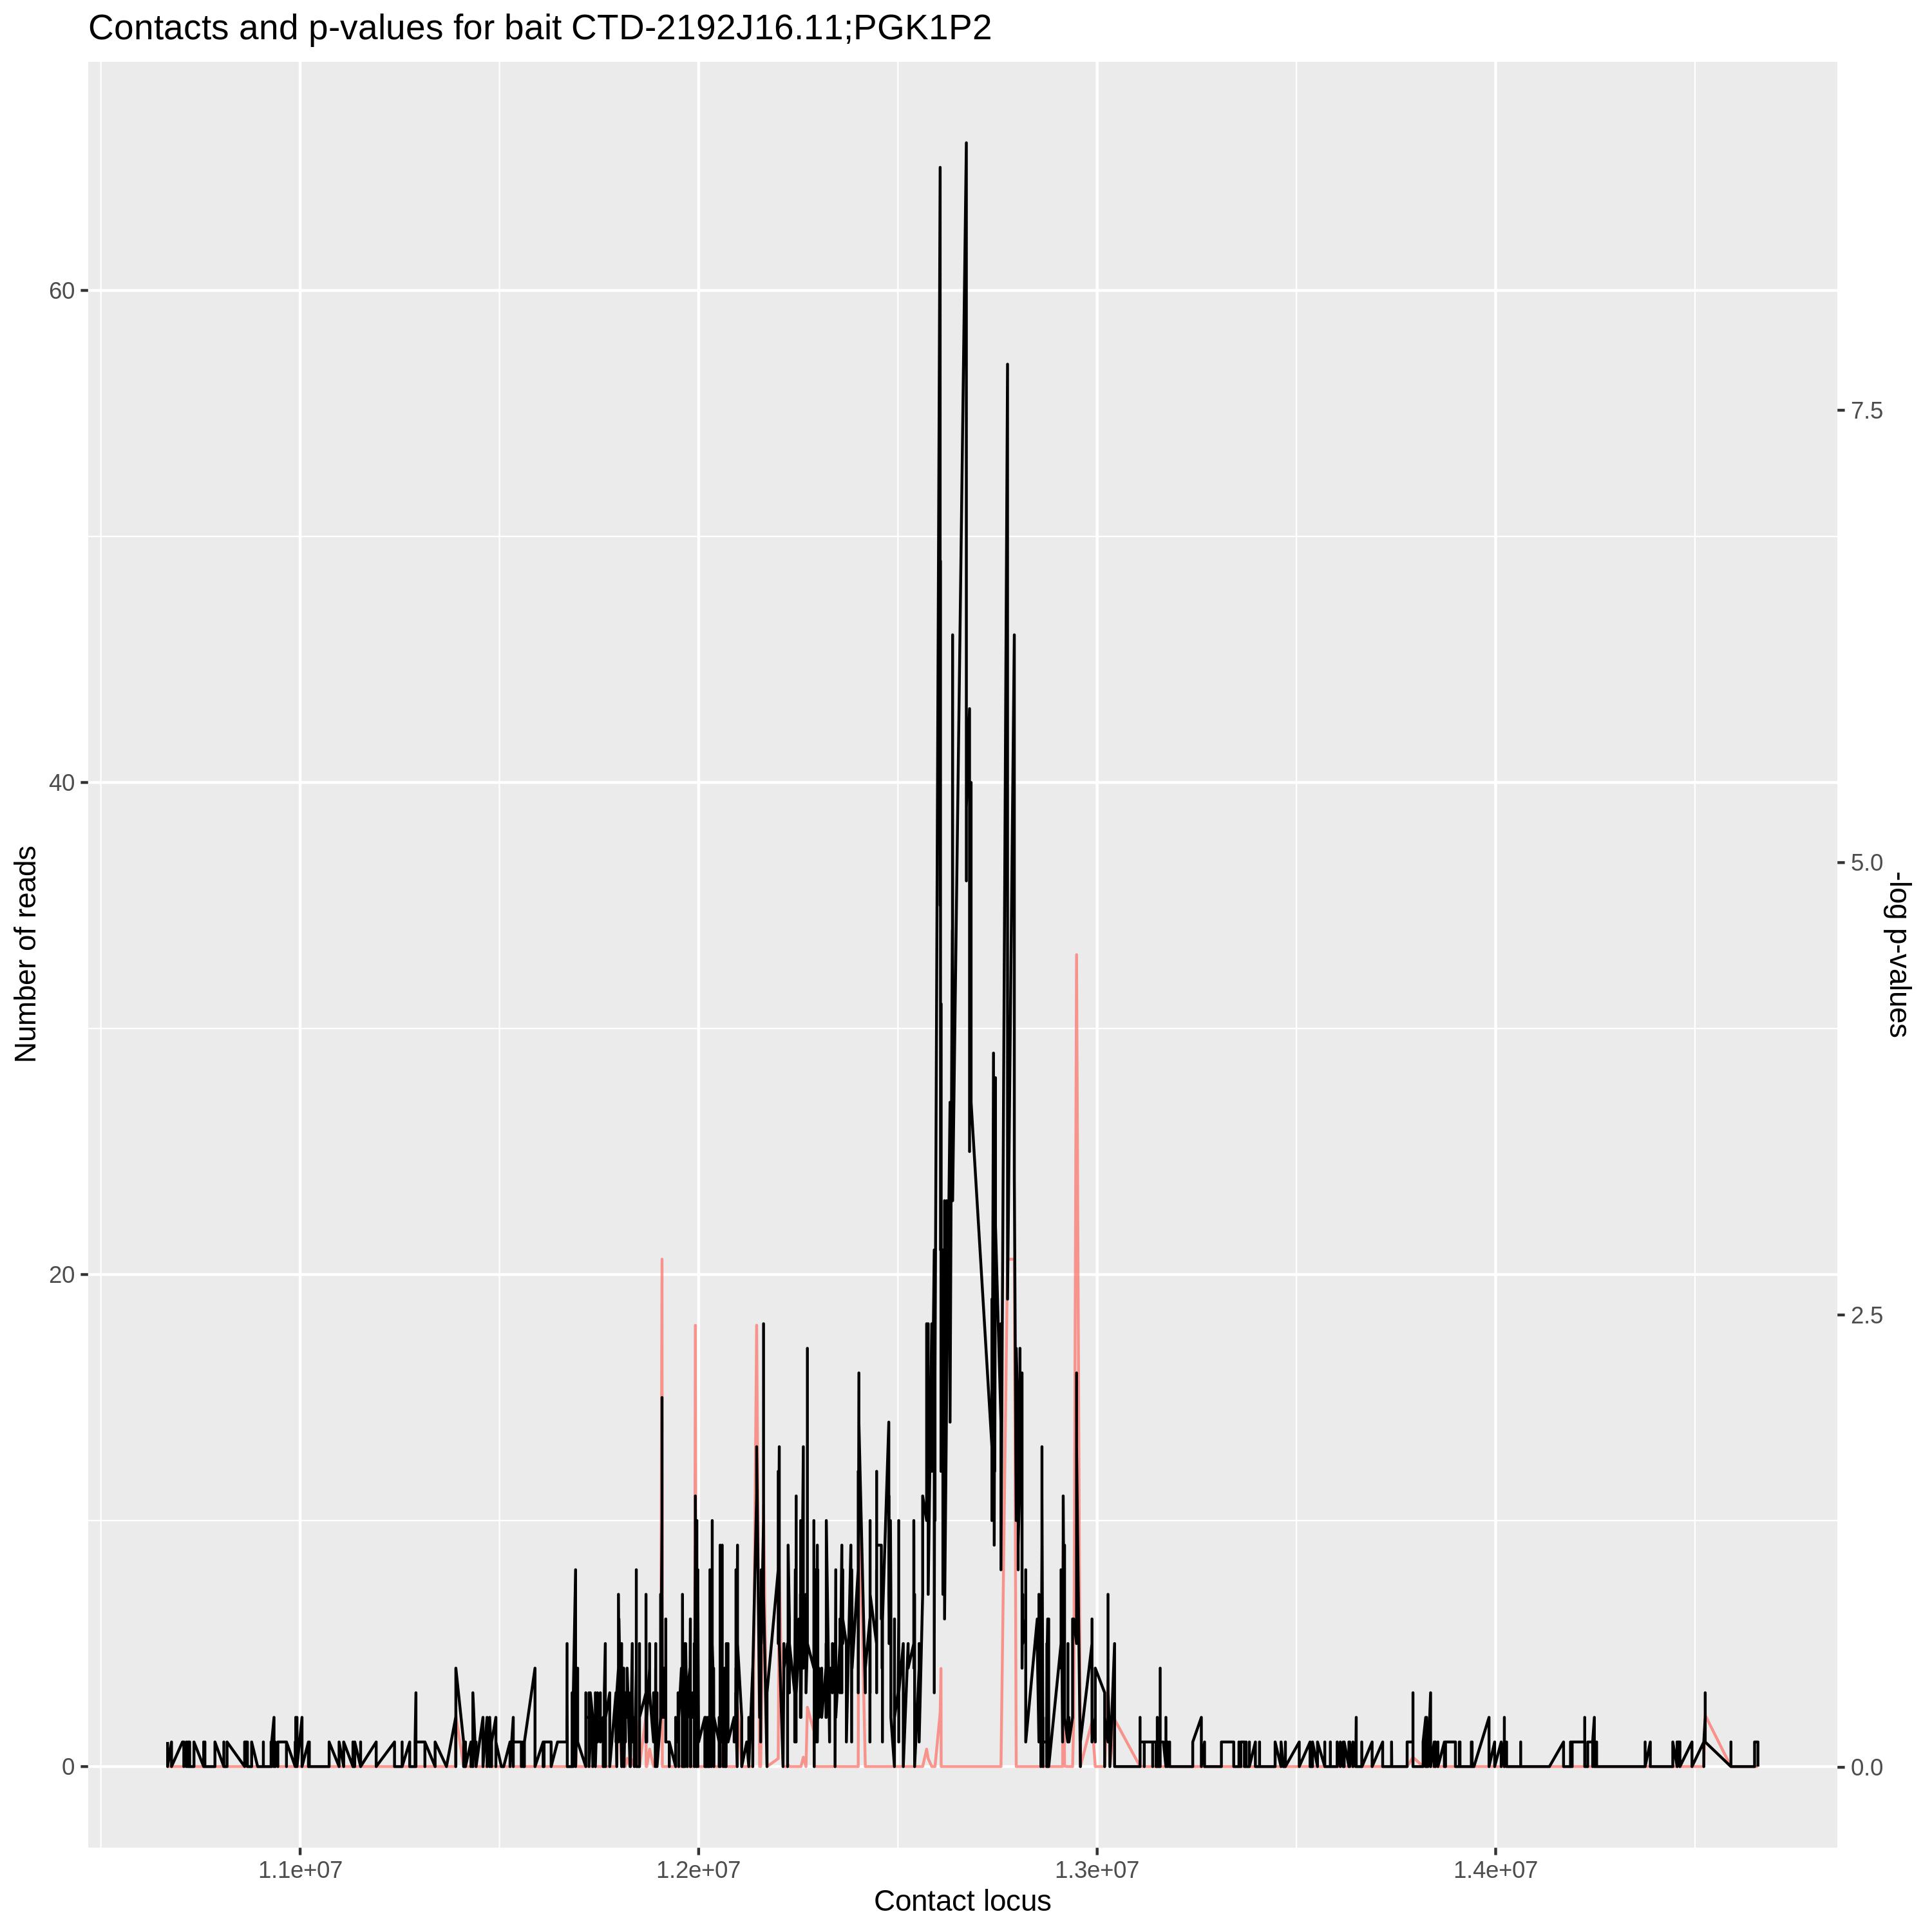 Contacts and p-values for bait CTD-2192J16.11;PGK1P2
60
40
20
0
Number of reads
7.5
5.0
2.5
0.0
-log p-values
1.1e+07
1.2e+07
1.3e+07
1.4e+07
Contact locus